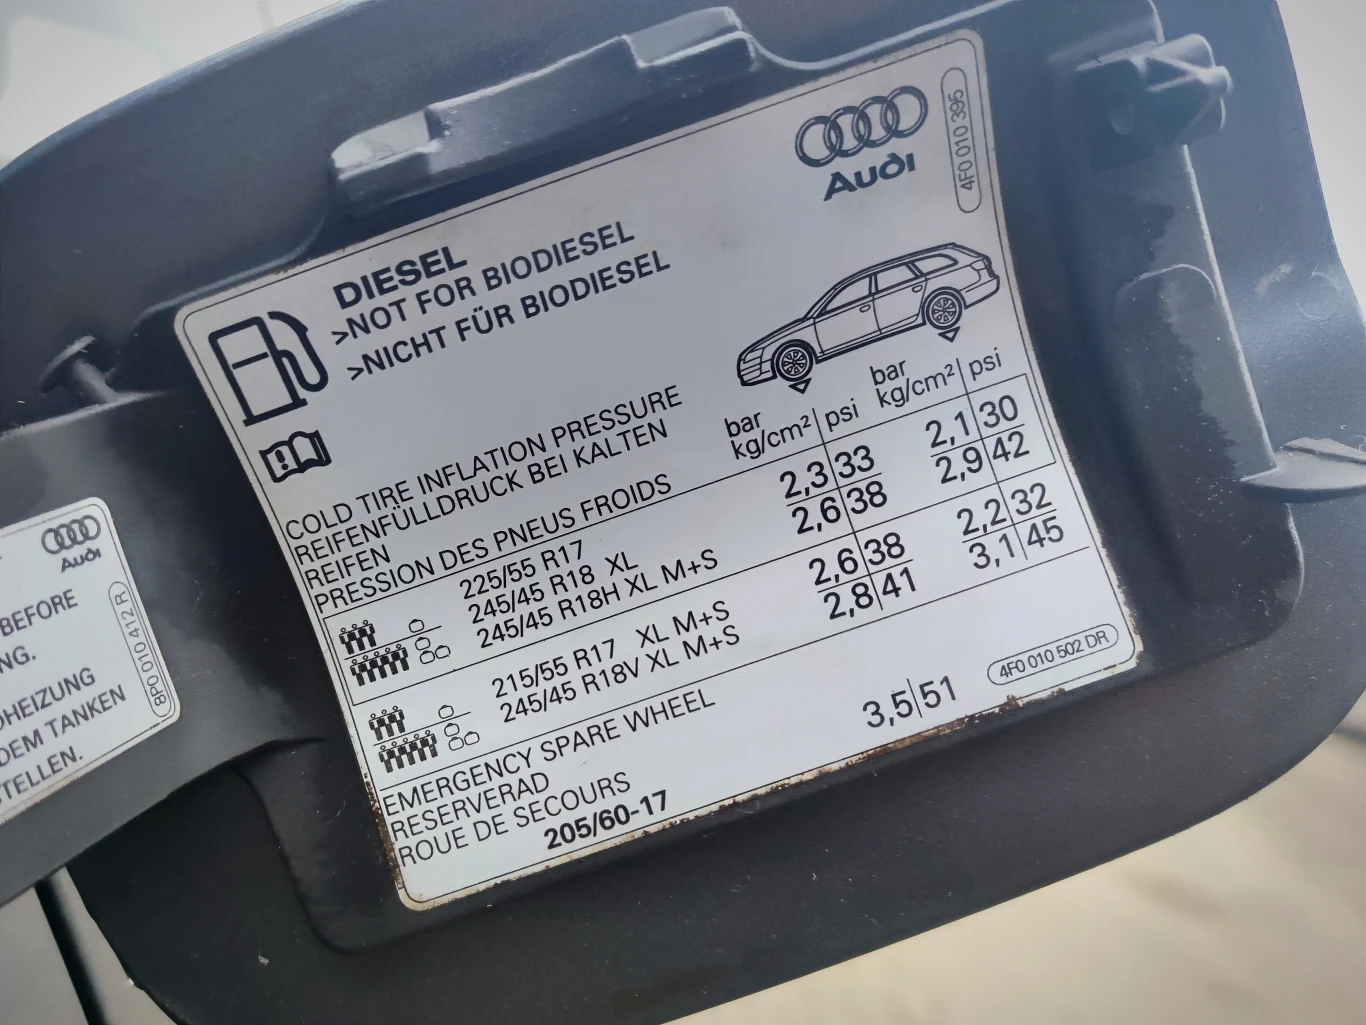 Audi
4F0 010 395
DIESEL
>NOT FOR BIODIESEL
>NICHT FÜR BIODIESEL
COLD TIRE INFLATION PRESSURE
REIFENFÜLLDRUCK BEI KALTEN
REIFEN
PRESSION DES PNEUS FROIDS
bar kg/cm² psi bar kg/cm² psi
225/55 R17
245/45 R18 XL
245/45 R18H XL M+S
2,3 33 2,1 30
2,6 38 2,9 42
215/55 R17 XL M+S
245/45 R18V XL M+S
2,6 38 2,2 32
2,8 41 3,1 45
EMERGENCY SPARE WHEEL
RESERVERAD
ROUE DE SECOURS
205/60-17
3,5 51
4F0 010 502 DR
Audi
BEFORE
NG.
HEIZUNG
DEM TANKEN
TELLEN.
8P0 010 412 R